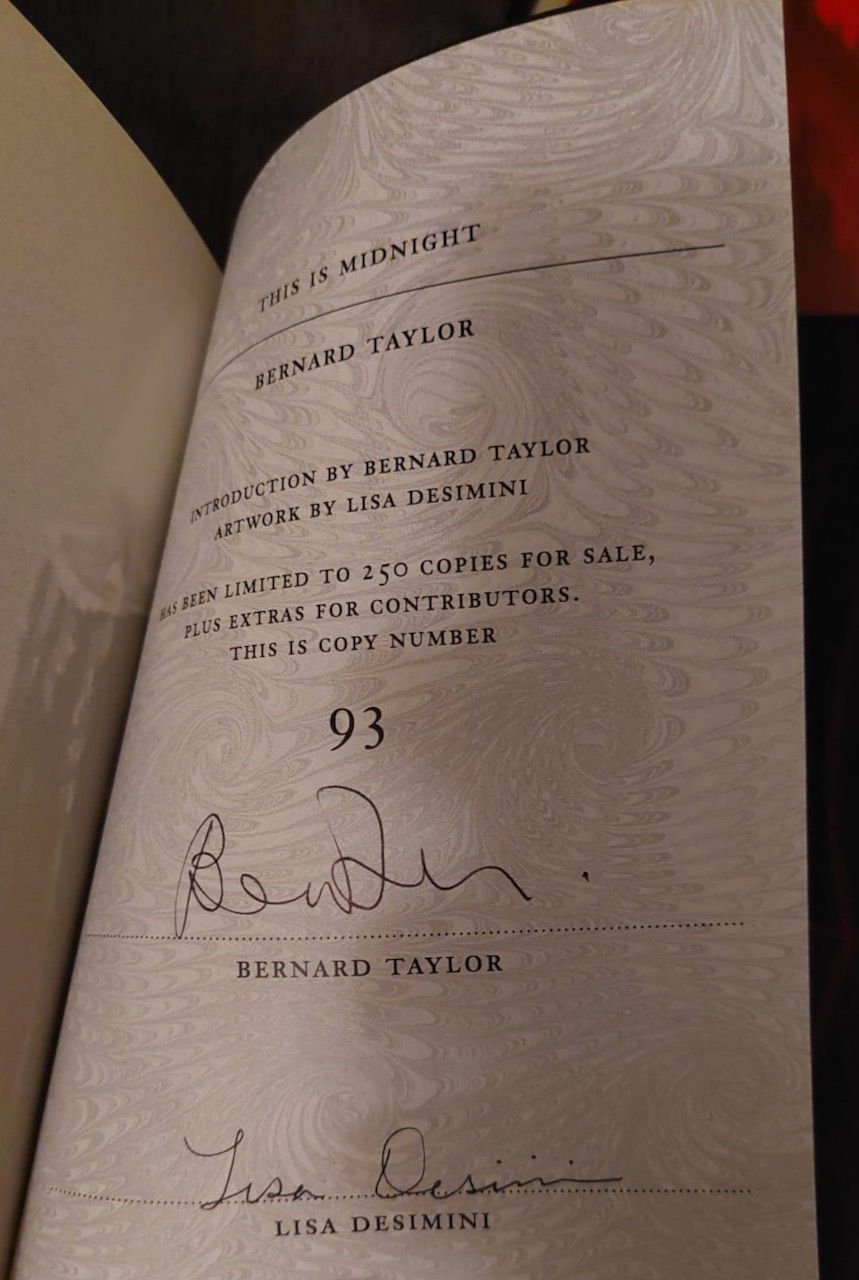 THIS IS MIDNIGHT
BERNARD TAYLOR
INTRODUCTION BY BERNARD TAYLOR
ARTWORK BY LISA DESIMINI
HAS BEEN LIMITED TO 250 COPIES FOR SALE,
PLUS EXTRAS FOR CONTRIBUTORS.
THIS IS COPY NUMBER
93
BERNARD TAYLOR
Lisa Desimini
LISA DESIMINI